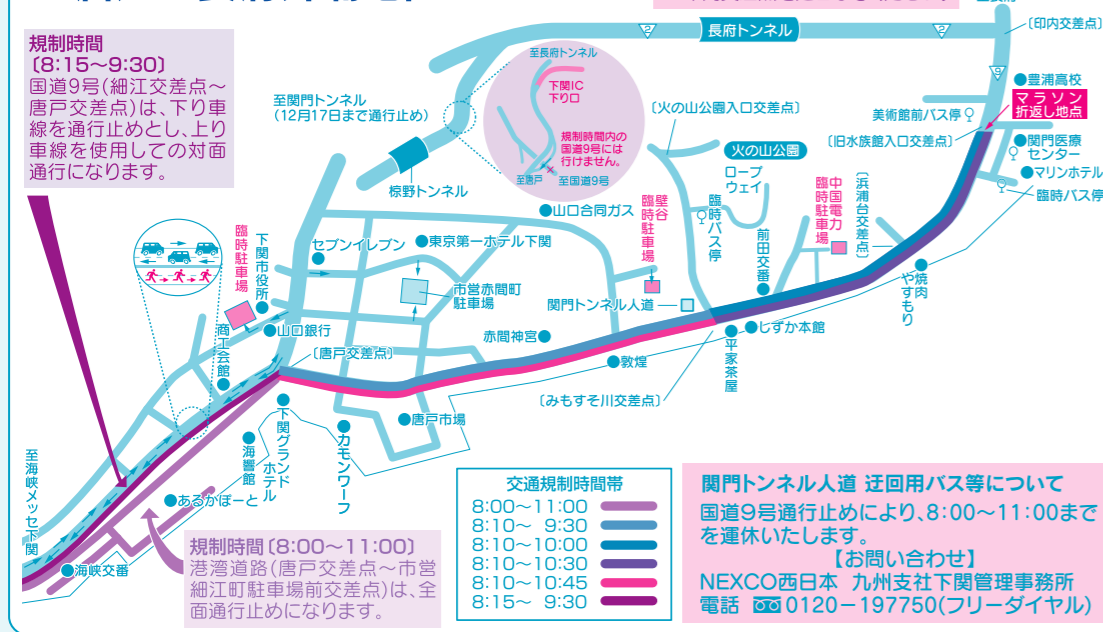 長府トンネル
2
2
9
〔印内交差点〕
規制時間
〔8:15～9:30〕
国道9号(細江交差点～
唐戸交差点)は、下り車
線を通行止めとし、上り
車線を使用しての対面
通行になります。
至関門トンネル
(12月17日まで通行止め)
椋野トンネル
至長府トンネル
下関IC
下り口
規制時間内の
国道9号には
行けません。
至唐戸
至国道9号
〔火の山公園入口交差点〕
火の山公園
ロープ
ウェイ
臨時バス停
豊浦高校
マラソン
折返し地点
美術館前バス停
〔旧水族館入口交差点〕
関門医療
センター
マリンホテル
臨時バス停
山口合同ガス
壁谷
臨時駐車場
中国電力
臨時駐車場
〔浜浦台交差点〕
前田交番
焼肉
やすもり
臨時駐車場
下関市役所
セブンイレブン
東京第一ホテル下関
市営赤間町
駐車場
関門トンネル人道
しずか本館
平家茶屋
山口銀行
商工会館
〔唐戸交差点〕
赤間神宮
敦煌
〔みもすそ川交差点〕
唐戸市場
カモンワーフ
下関グランド
ホテル
海響館
あるかぽーと
至海峡メッセ下関
海峡交番
規制時間〔8:00～11:00〕
港湾道路(唐戸交差点～市営
細江町駐車場前交差点)は、全
面通行止めになります。
交通規制時間帯
8:00～11:00
8:10～ 9:30
8:10～10:00
8:10～10:30
8:10～10:45
8:15～ 9:30
関門トンネル人道 迂回用バス等について
国道9号通行止めにより、8:00～11:00まで
を運休いたします。
【お問い合わせ】
NEXCO西日本 九州支社下関管理事務所
電話 0120－197750(フリーダイヤル)